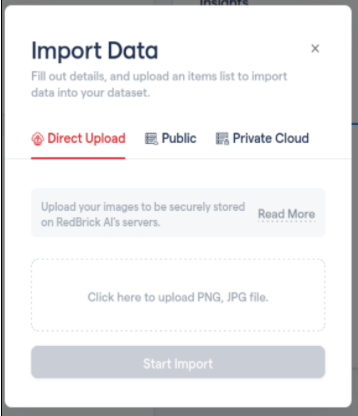 Insights
Import Data
Fill out details, and upload an items list to import
data into your dataset.
Direct Upload
Public
Private Cloud
Upload your images to be securely stored
on RedBrick AI's servers.
Read More
Click here to upload PNG, JPG file.
Start Import